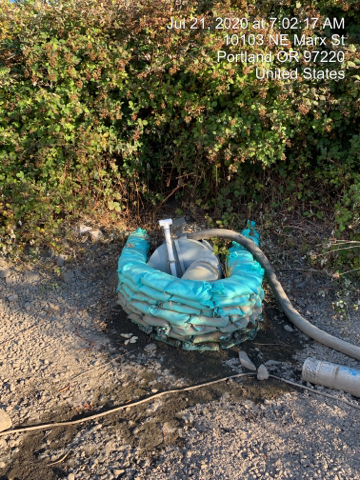 Jul 21, 2020 at 7:02:17 AM
10103 NE Marx St
Portland OR 97220
United States